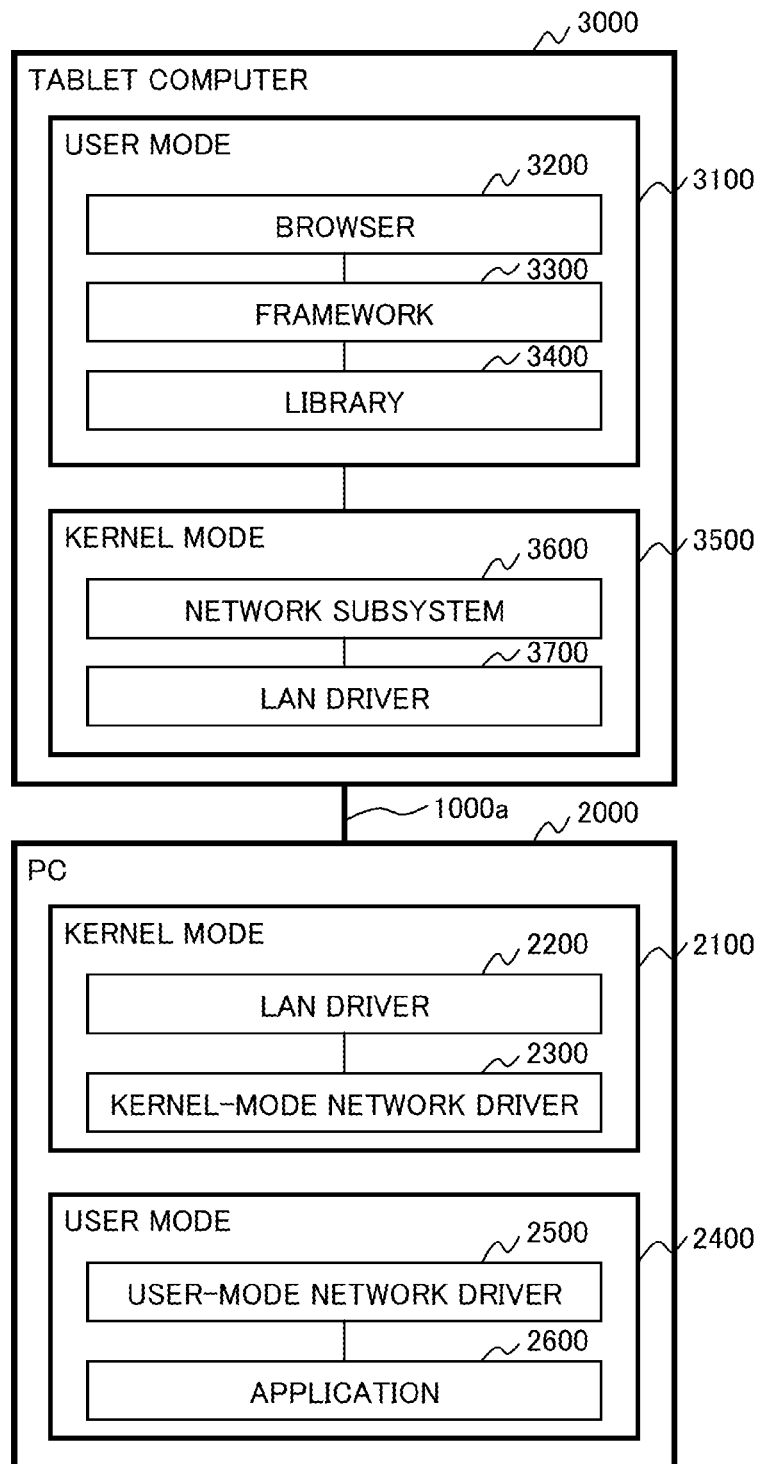 3000
TABLET COMPUTER
USER MODE
3100
3200
BROWSER
3300
FRAMEWORK
3400
LIBRARY
KERNEL MODE
3500
3600
NETWORK SUBSYSTEM
3700
LAN DRIVER
1000a
2000
PC
KERNEL MODE
2100
2200
LAN DRIVER
2300
KERNEL-MODE NETWORK DRIVER
USER MODE
2400
2500
USER-MODE NETWORK DRIVER
2600
APPLICATION